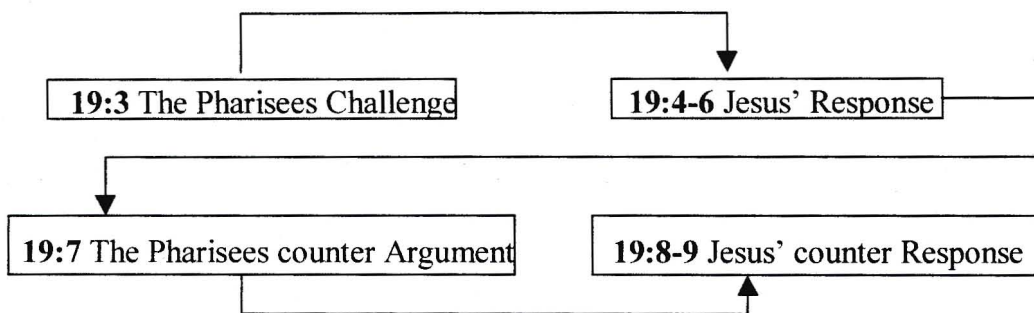 19:3 The Pharisees Challenge
19:4-6 Jesus’ Response
19:7 The Pharisees counter Argument
19:8-9 Jesus’ counter Response